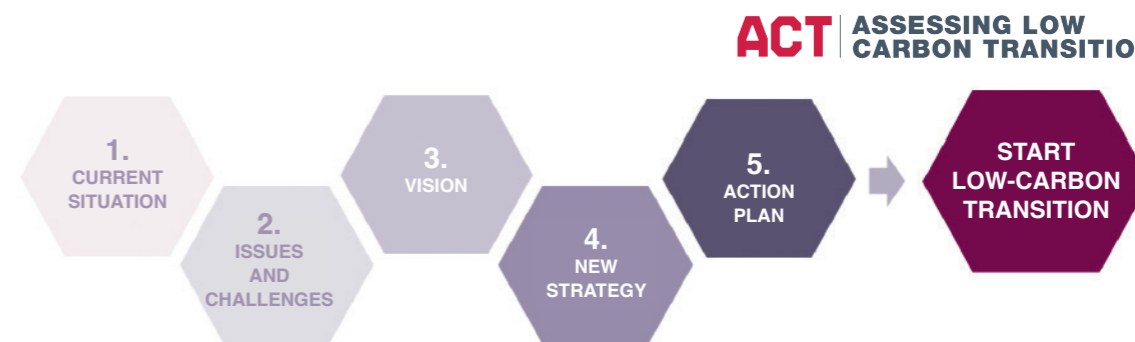 ACT ASSESSING LOW
CARBON TRANSITIO
1.
CURRENT
SITUATION
2.
ISSUES
AND
CHALLENGES
3.
VISION
4.
NEW
STRATEGY
5.
ACTION
PLAN
START
LOW-CARBON
TRANSITION